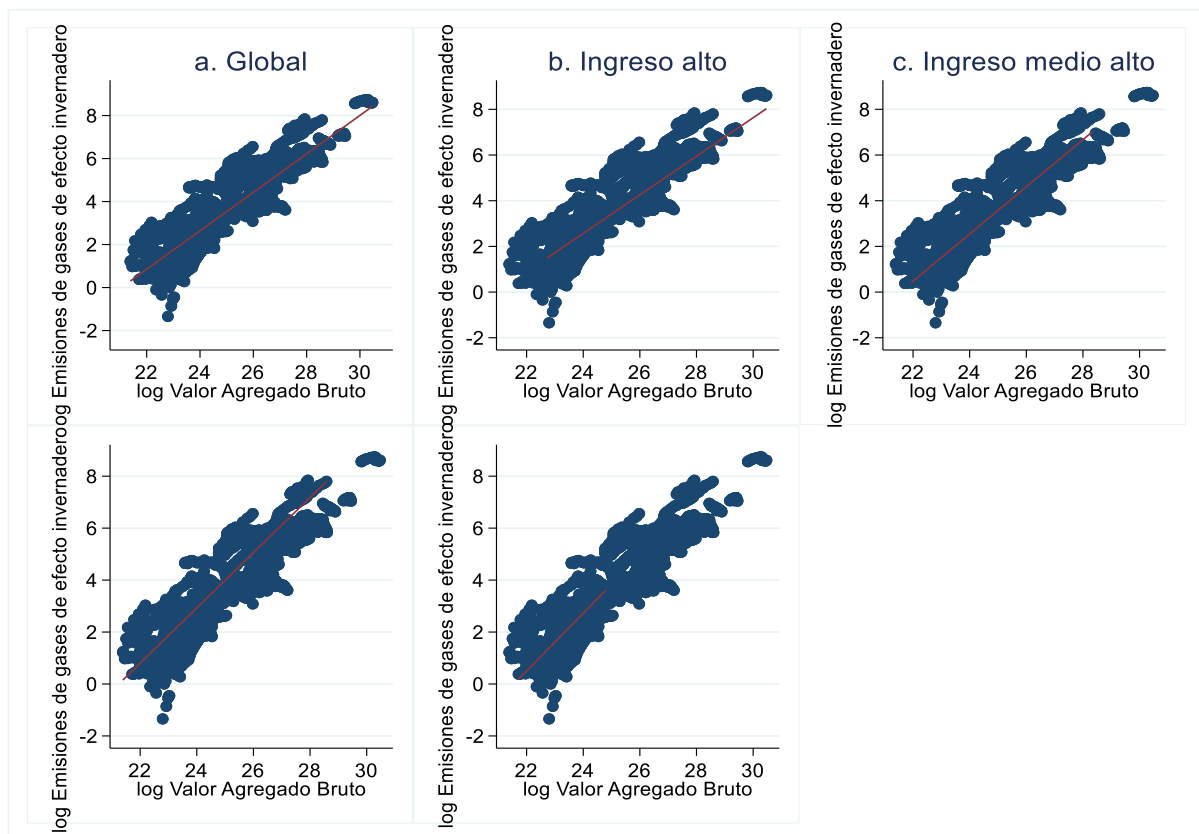 a. Global
log Emisiones de gases de efecto invernadero
8
6
4
2
0
-2
22 24 26 28 30
log Valor Agregado Bruto
b. Ingreso alto
log Emisiones de gases de efecto invernadero
8
6
4
2
0
-2
22 24 26 28 30
log Valor Agregado Bruto
c. Ingreso medio alto
log Emisiones de gases de efecto invernadero
8
6
4
2
0
-2
22 24 26 28 30
log Valor Agregado Bruto
log Emisiones de gases de efecto invernadero
8
6
4
2
0
-2
22 24 26 28 30
log Valor Agregado Bruto
log Emisiones de gases de efecto invernadero
8
6
4
2
0
-2
22 24 26 28 30
log Valor Agregado Bruto